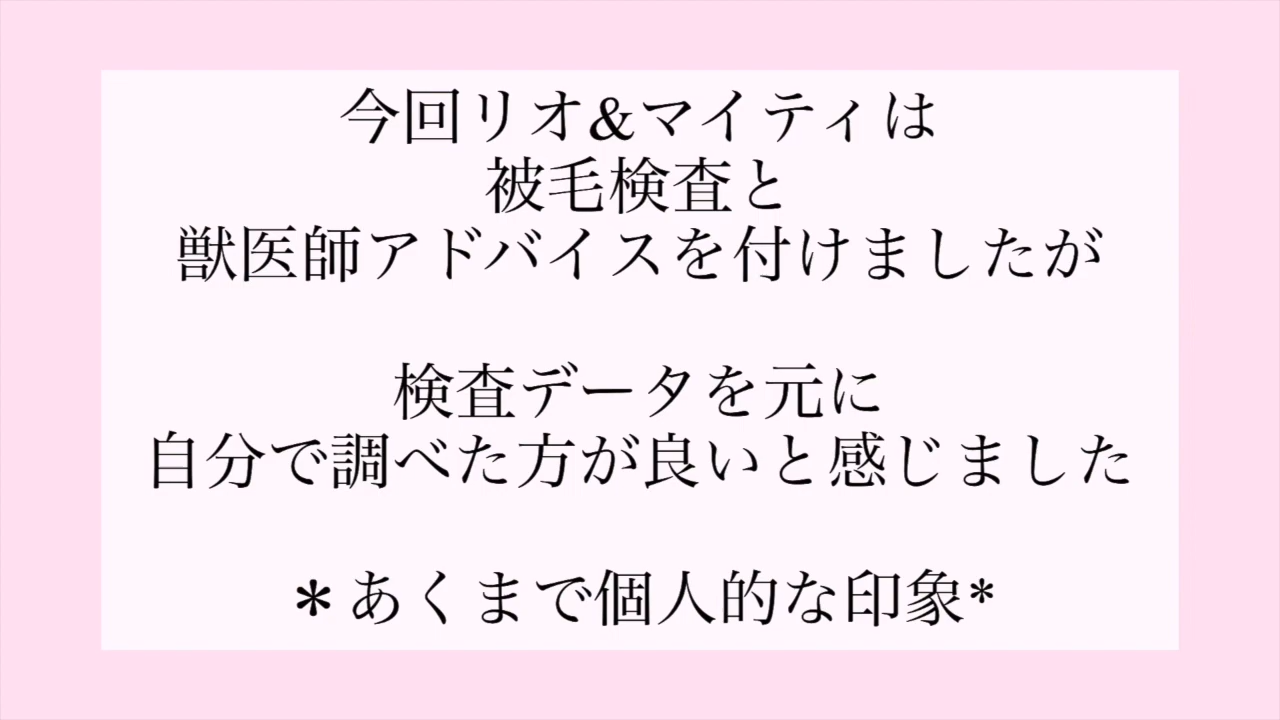 今回リオ&マイティは
被毛検査と
獣医師アドバイスを付けましたが
検査データを元に
自分で調べた方が良いと感じました
＊あくまで個人的な印象*